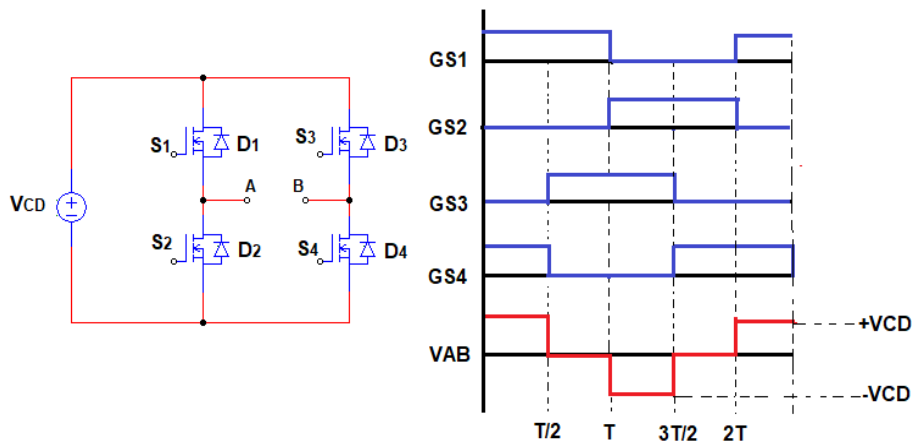 VCD
S1
D1
S3
D3
A
B
S2
D2
S4
D4
GS1
GS2
GS3
GS4
VAB
+VCD
-VCD
T/2
T
3T/2
2T